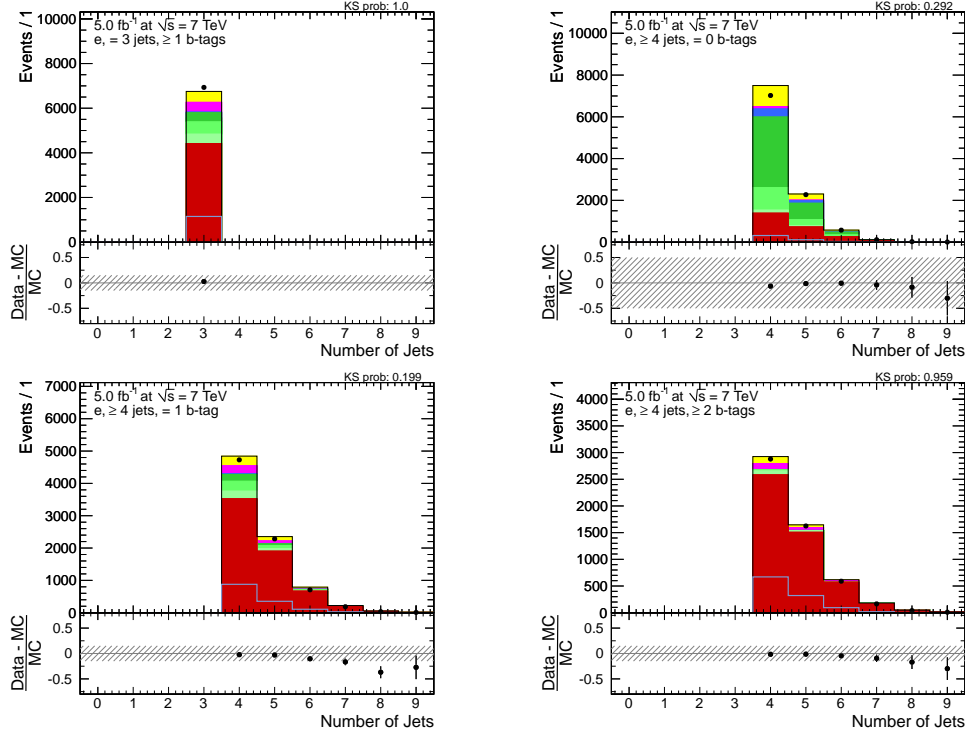 KS prob: 1.0
5.0 fb⁻¹ at √s = 7 TeV
e, = 3 jets, ≥ 1 b-tags
Events / 1
10000
8000
6000
4000
2000
0
Data - MC
MC
0.5
0
-0.5
0 1 2 3 4 5 6 7 8 9
Number of Jets
KS prob: 0.292
5.0 fb⁻¹ at √s = 7 TeV
e, ≥ 4 jets, = 0 b-tags
Events / 1
10000
8000
6000
4000
2000
0
Data - MC
MC
0.5
0
-0.5
0 1 2 3 4 5 6 7 8 9
Number of Jets
KS prob: 0.199
5.0 fb⁻¹ at √s = 7 TeV
e, ≥ 4 jets, = 1 b-tag
Events / 1
7000
6000
5000
4000
3000
2000
1000
0
Data - MC
MC
0.5
0
-0.5
0 1 2 3 4 5 6 7 8 9
Number of Jets
KS prob: 0.959
5.0 fb⁻¹ at √s = 7 TeV
e, ≥ 4 jets, ≥ 2 b-tags
Events / 1
4000
3500
3000
2500
2000
1500
1000
500
0
Data - MC
MC
0.5
0
-0.5
0 1 2 3 4 5 6 7 8 9
Number of Jets